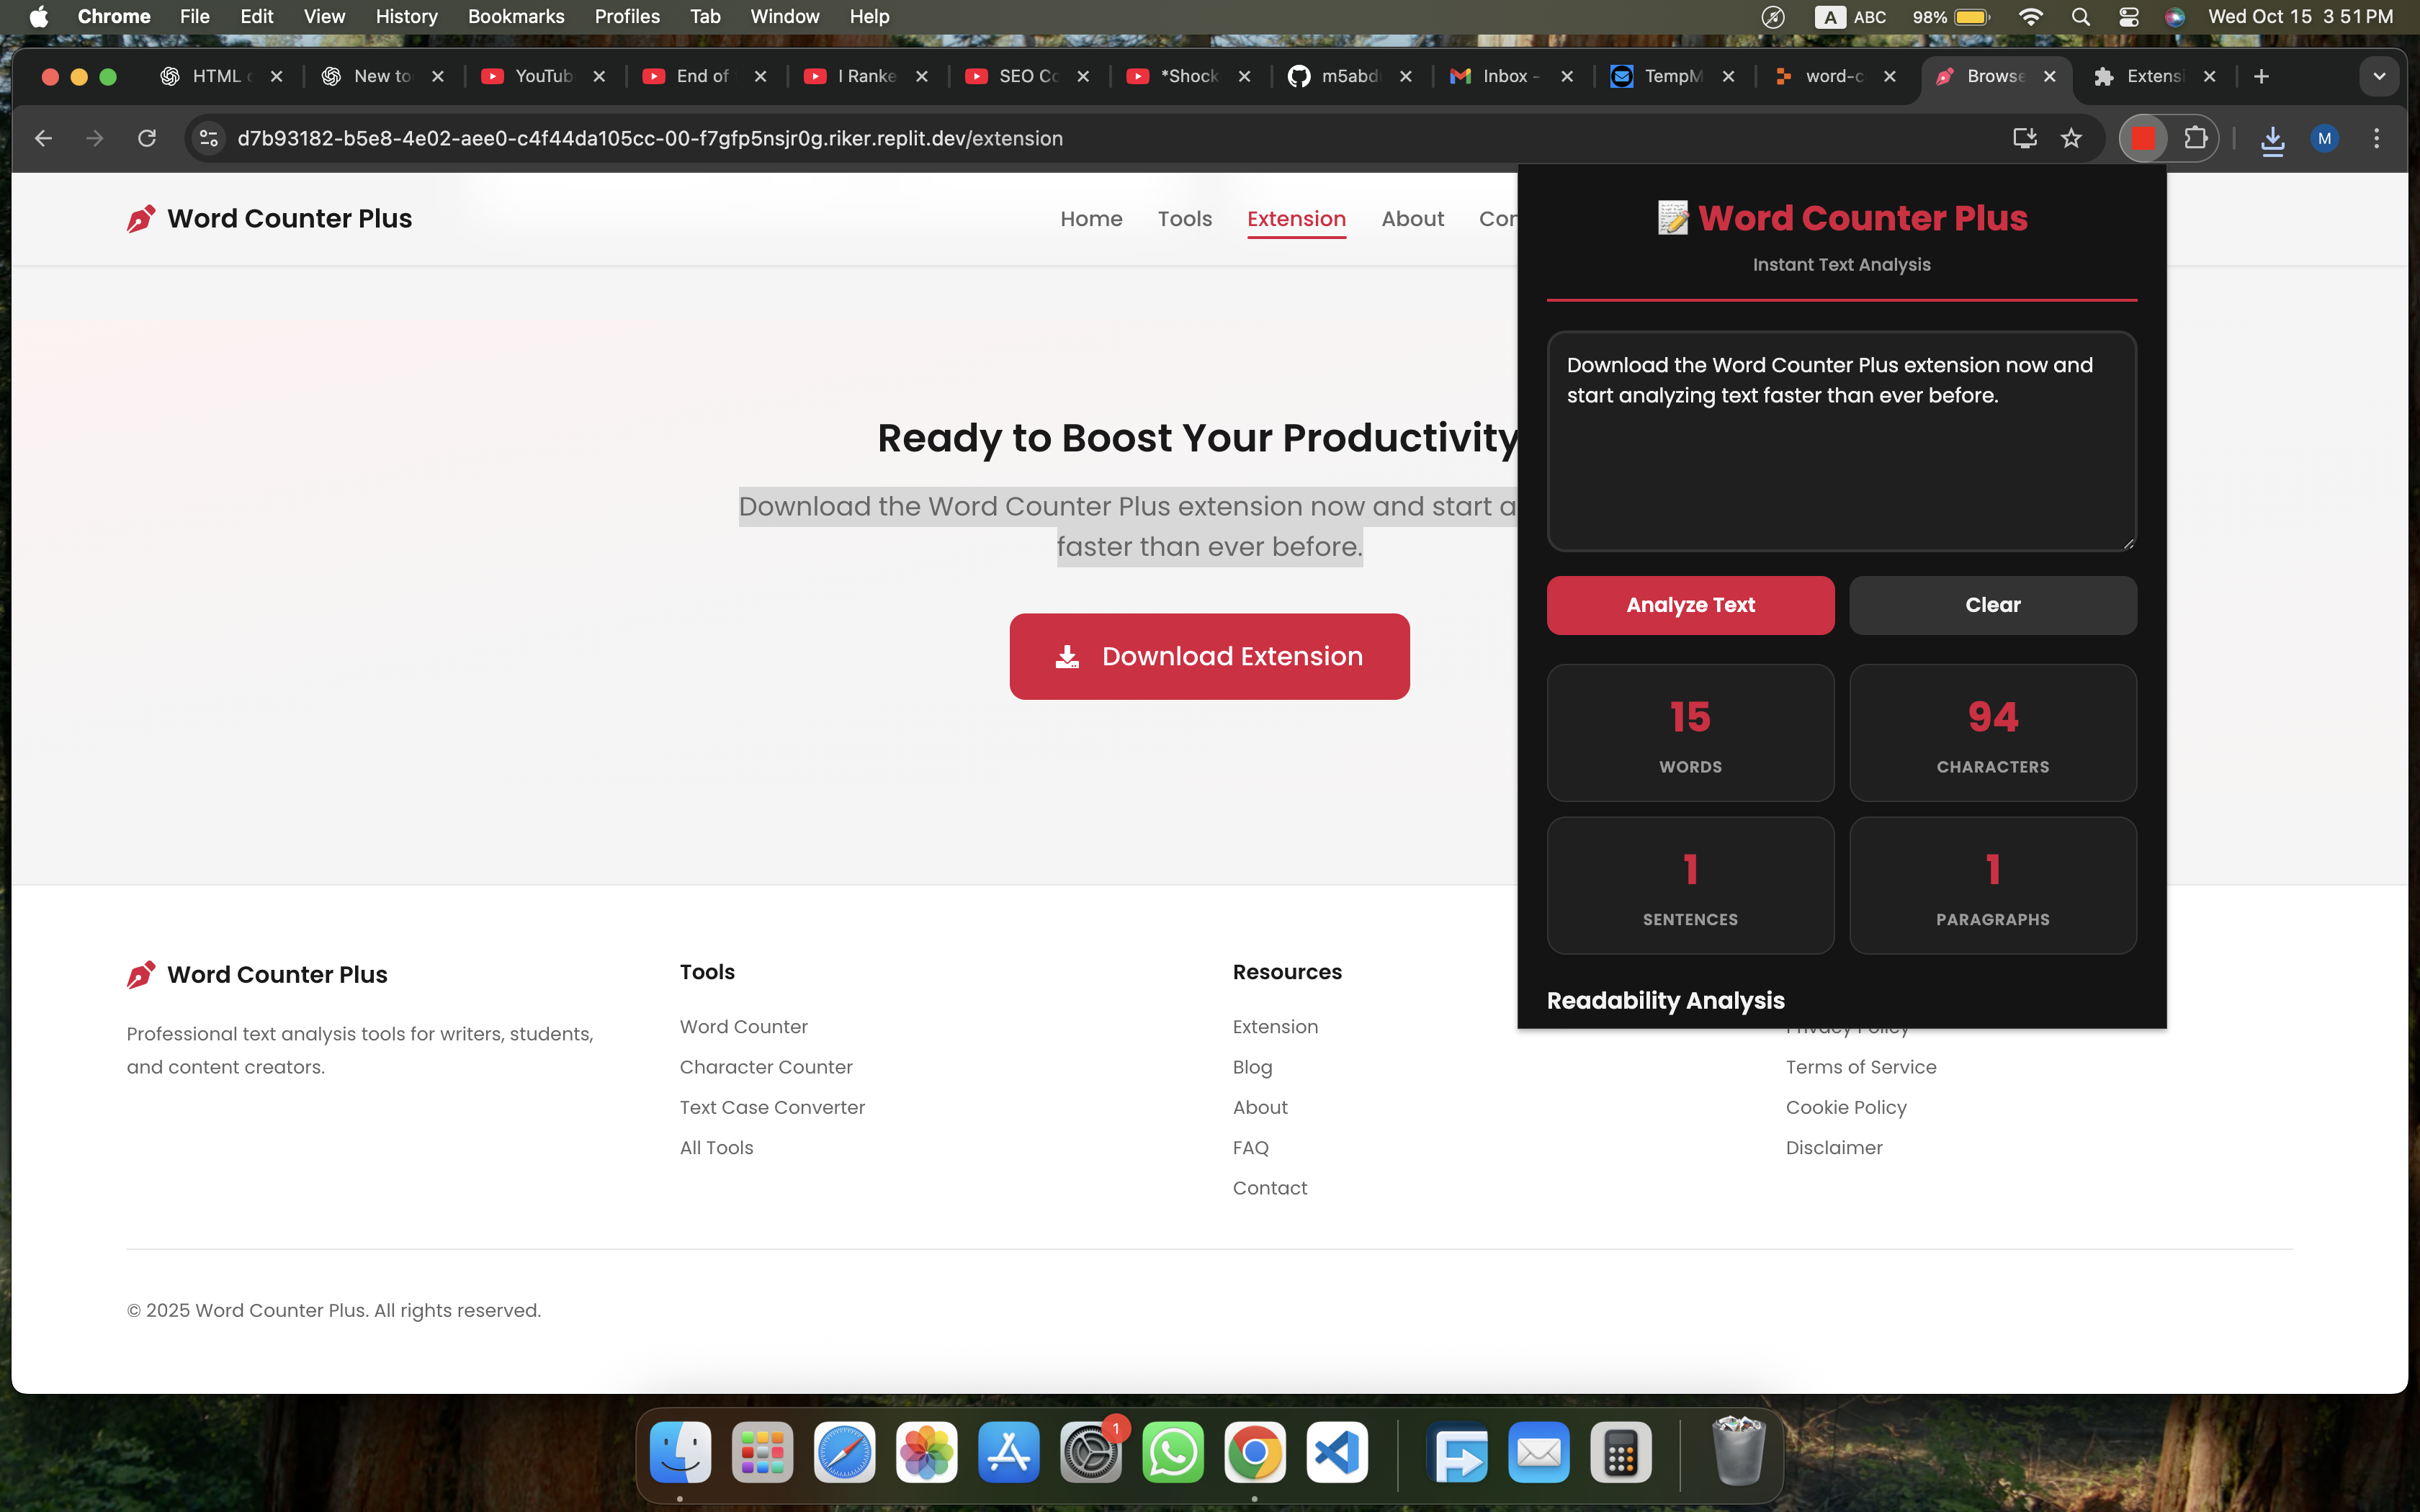 Chrome File Edit View History Bookmarks Profiles Tab Window Help
A ABC 98% Wed Oct 15 3 51 PM
HTML New to YouTub End of I Ranke SEO Co *Shock m5abd Inbox - TempM word-c Browse Extensi
d7b93182-b5e8-4e02-aee0-c4f44da105cc-00-f7gfp5nsjr0g.riker.replit.dev/extension
M
Word Counter Plus
Home Tools Extension About Con
Ready to Boost Your Productivity
Download the Word Counter Plus extension now and start a
faster than ever before.
Download Extension
Word Counter Plus
Instant Text Analysis
Download the Word Counter Plus extension now and
start analyzing text faster than ever before.
Analyze Text Clear
15 94
WORDS CHARACTERS
1 1
SENTENCES PARAGRAPHS
Readability Analysis
Word Counter Plus
Professional text analysis tools for writers, students,
and content creators.
Tools
Word Counter
Character Counter
Text Case Converter
All Tools
Resources
Extension
Blog
About
FAQ
Contact
Privacy Policy
Terms of Service
Cookie Policy
Disclaimer
© 2025 Word Counter Plus. All rights reserved.
1